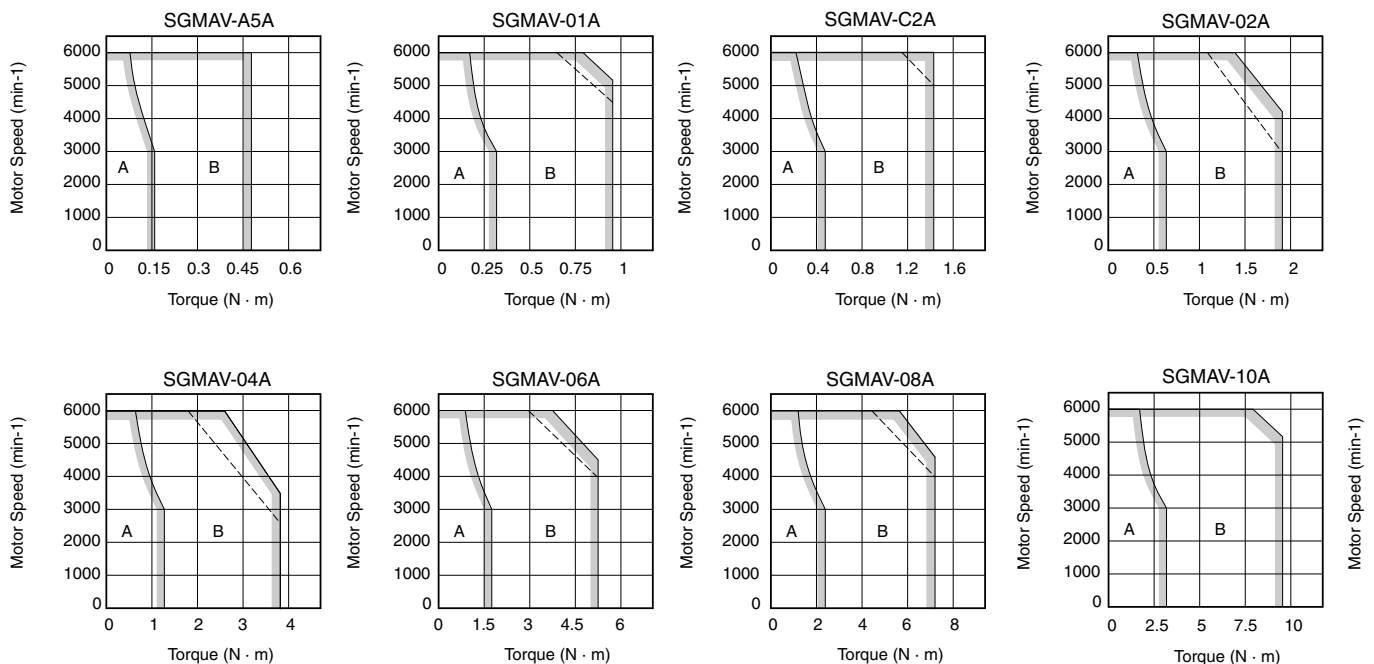 SGMAV-A5A
Motor Speed (min-1)
6000
5000
4000
3000
2000
1000
0
A
B
0 0.15 0.3 0.45 0.6
Torque (N · m)
SGMAV-01A
Motor Speed (min-1)
6000
5000
4000
3000
2000
1000
0
A
B
0 0.25 0.5 0.75 1
Torque (N · m)
SGMAV-C2A
Motor Speed (min-1)
6000
5000
4000
3000
2000
1000
0
A
B
0 0.4 0.8 1.2 1.6
Torque (N · m)
SGMAV-02A
Motor Speed (min-1)
6000
5000
4000
3000
2000
1000
0
A
B
0 0.5 1 1.5 2
Torque (N · m)
SGMAV-04A
Motor Speed (min-1)
6000
5000
4000
3000
2000
1000
0
A
B
0 1 2 3 4
Torque (N · m)
SGMAV-06A
Motor Speed (min-1)
6000
5000
4000
3000
2000
1000
0
A
B
0 1.5 3 4.5 6
Torque (N · m)
SGMAV-08A
Motor Speed (min-1)
6000
5000
4000
3000
2000
1000
0
A
B
0 2 4 6 8
Torque (N · m)
SGMAV-10A
Motor Speed (min-1)
6000
5000
4000
3000
2000
1000
0
A
B
0 2.5 5 7.5 10
Torque (N · m)
Motor Speed (min-1)